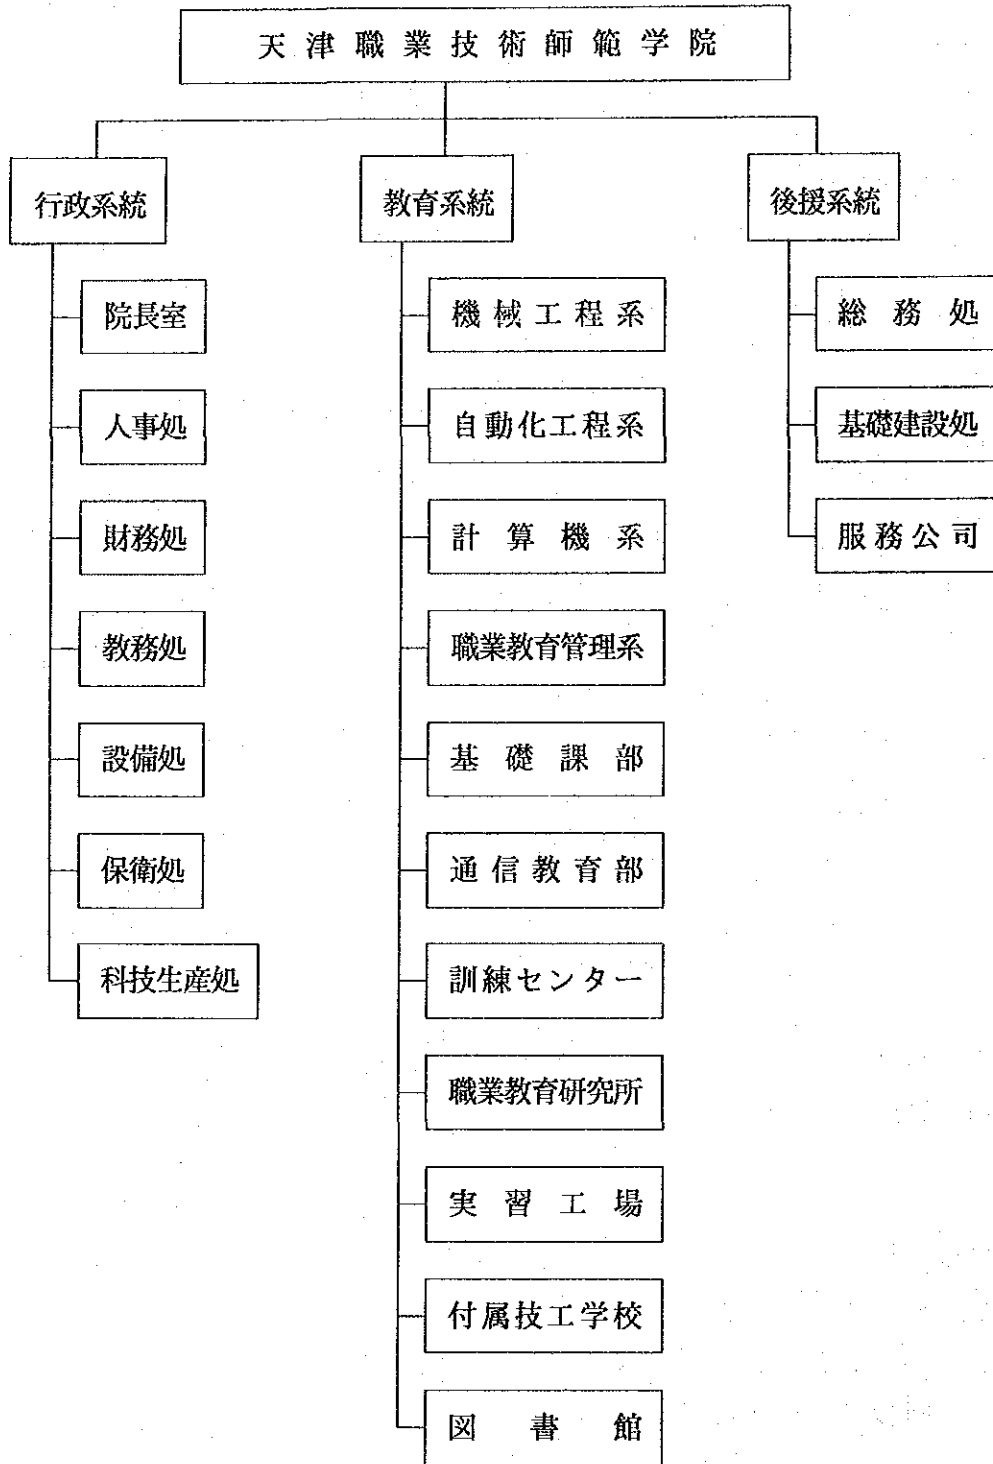 天津職業技術師範学院
行政系統
教育系統
後援系統
院長室
人事処
財務処
教務処
設備処
保衛処
科技生産処
機械工程系
自動化工程系
計算機系
職業教育管理系
基礎課部
通信教育部
訓練センター
職業教育研究所
実習工場
付属技工学校
図書館
総務処
基礎建設処
服務公司